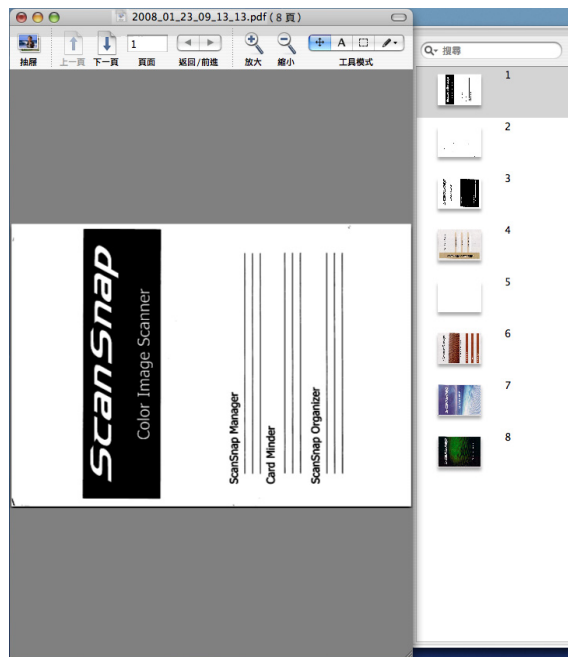 2008_01_23_09_13_13.pdf ( 8 頁 )
1
抽屜
上一頁
下一頁
頁面
返回/前進
放大
縮小
A
工具模式
搜尋
ScanSnap
Color Image Scanner
ScanSnap Manager
Card Minder
ScanSnap Organizer
1
2
3
4
5
6
7
8